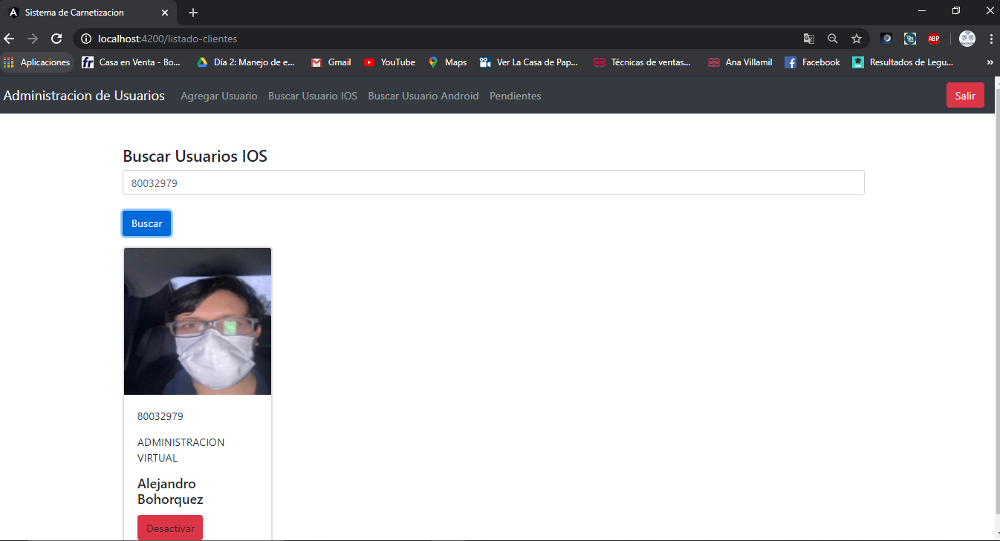 Sistema de Carnetizacion
localhost:4200/listado-clientes
ABP
Aplicaciones
Casa en Venta - Bo...
Día 2: Manejo de e...
Gmail
YouTube
Maps
Ver La Casa de Pap...
Técnicas de ventas...
Ana Villamil
Facebook
Resultados de Legu...
Administracion de Usuarios
Agregar Usuario
Buscar Usuario IOS
Buscar Usuario Android
Pendientes
Salir
Buscar Usuarios IOS
80032979
Buscar
80032979
ADMINISTRACION
VIRTUAL
Alejandro
Bohorquez
Desactivar